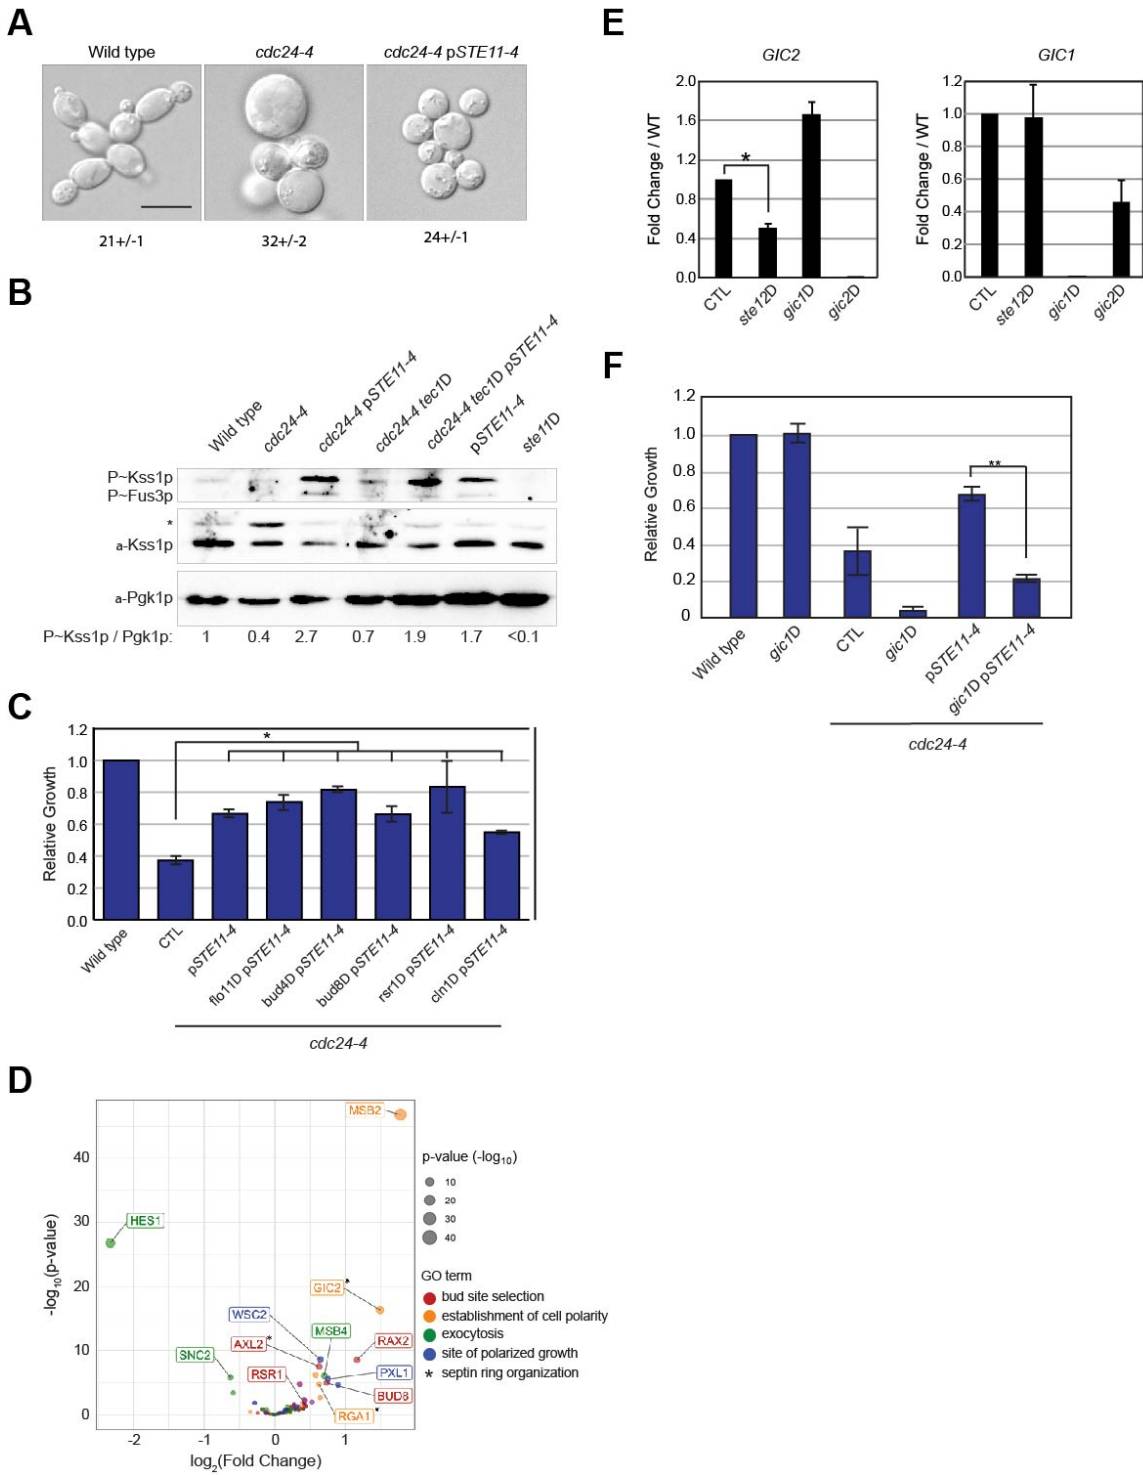 A
Wild type
cdc24-4
cdc24-4 pSTE11-4
21+/-1
32+/-2
24+/-1
B
Wild type
cdc24-4
cdc24-4 pSTE11-4
cdc24-4 tec1D
cdc24-4 tec1D pSTE11-4
pSTE11-4
ste11D
P~Kss1p
P~Fus3p
*
a-Kss1p
a-Pgk1p
P~Kss1p / Pgk1p: 1 0.4 2.7 0.7 1.9 1.7 <0.1
C
Relative Growth
1.2
1.0
0.8
0.6
0.4
0.2
0.0
*
Wild type
CTL
pSTE11-4
flo11D pSTE11-4
bud4D pSTE11-4
bud8D pSTE11-4
rsr1D pSTE11-4
cln1D pSTE11-4
cdc24-4
D
-log10(p-value)
40
30
20
10
0
-2 -1 0 1
log2(Fold Change)
MSB2
HES1
GIC2 *
WSC2
MSB4
AXL2 *
RAX2
SNC2
RSR1
PXL1
BUD8
RGA1 *
p-value (-log10)
10
20
30
40
GO term
bud site selection
establishment of cell polarity
exocytosis
site of polarized growth
* septin ring organization
E
GIC2
Fold Change / WT
2.0
1.6
1.2
0.8
0.4
0.0
*
CTL
ste12D
gic1D
gic2D
GIC1
Fold Change / WT
1.2
1.0
0.8
0.6
0.4
0.2
0.0
CTL
ste12D
gic1D
gic2D
F
Relative Growth
1.2
1.0
0.8
0.6
0.4
0.2
0
**
Wild type
gic1D
CTL
gic1D
pSTE11-4
gic1D pSTE11-4
cdc24-4